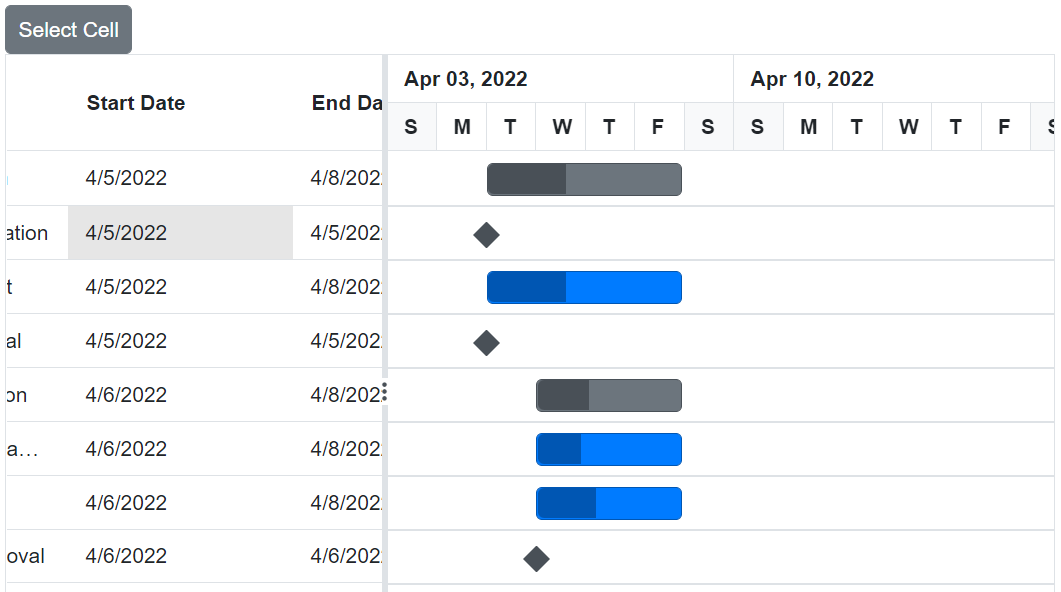 Select Cell
Start Date End Da
Apr 03, 2022 Apr 10, 2022
S M T W T F S S M T W T F S
4/5/2022 4/8/202
ation 4/5/2022 4/5/202
t 4/5/2022 4/8/202
al 4/5/2022 4/5/202
on 4/6/2022 4/8/202
a... 4/6/2022 4/8/202
4/6/2022 4/8/202
oval 4/6/2022 4/6/202